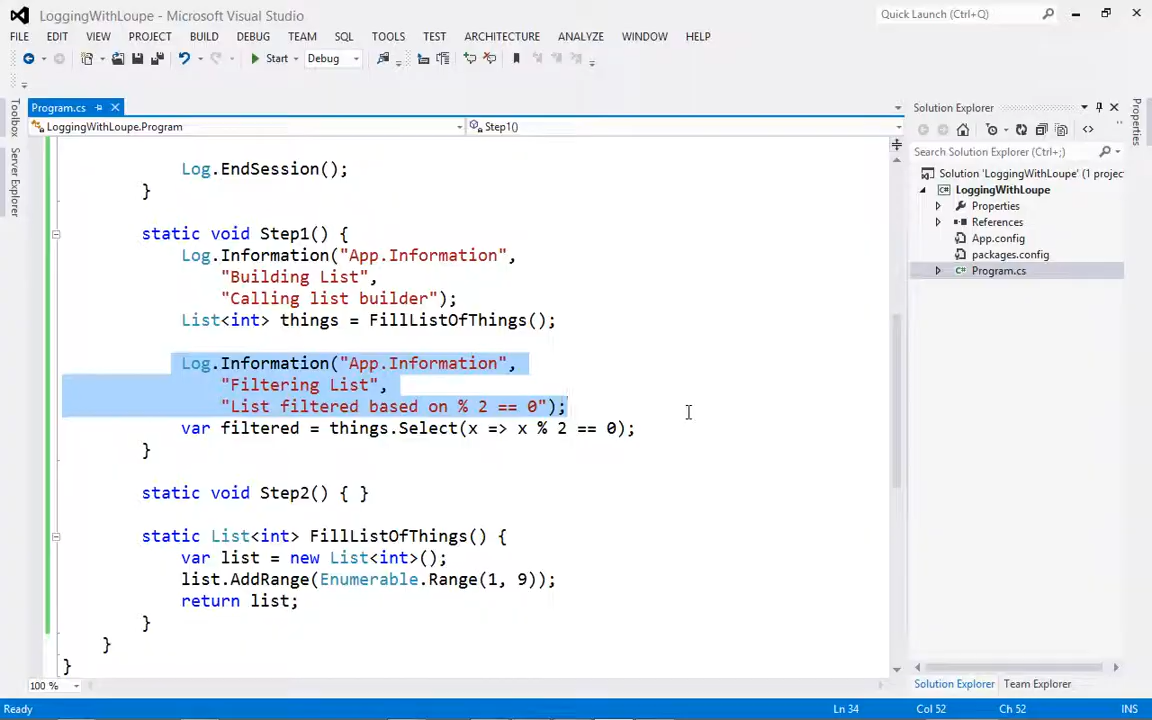 LoggingWithLoupe - Microsoft Visual Studio
Quick Launch (Ctrl+Q)
FILE EDIT VIEW PROJECT BUILD DEBUG TEAM SQL TOOLS TEST ARCHITECTURE ANALYZE WINDOW HELP
Start Debug
Toolbox
Server Explorer
Program.cs
LoggingWithLoupe.Program
Step1()
Log.EndSession();
}
static void Step1() {
Log.Information("App.Information",
"Building List",
"Calling list builder");
List<int> things = FillListOfThings();
Log.Information("App.Information",
"Filtering List",
"List filtered based on % 2 == 0");
var filtered = things.Select(x => x % 2 == 0);
}
static void Step2() { }
static List<int> FillListOfThings() {
var list = new List<int>();
list.AddRange(Enumerable.Range(1, 9));
return list;
}
}
}
100 %
Solution Explorer
Search Solution Explorer (Ctrl+;)
Solution 'LoggingWithLoupe' (1 projec
LoggingWithLoupe
Properties
References
App.config
packages.config
Program.cs
Solution Explorer Team Explorer
Properties
Ready
Ln 34 Col 52 Ch 52 INS